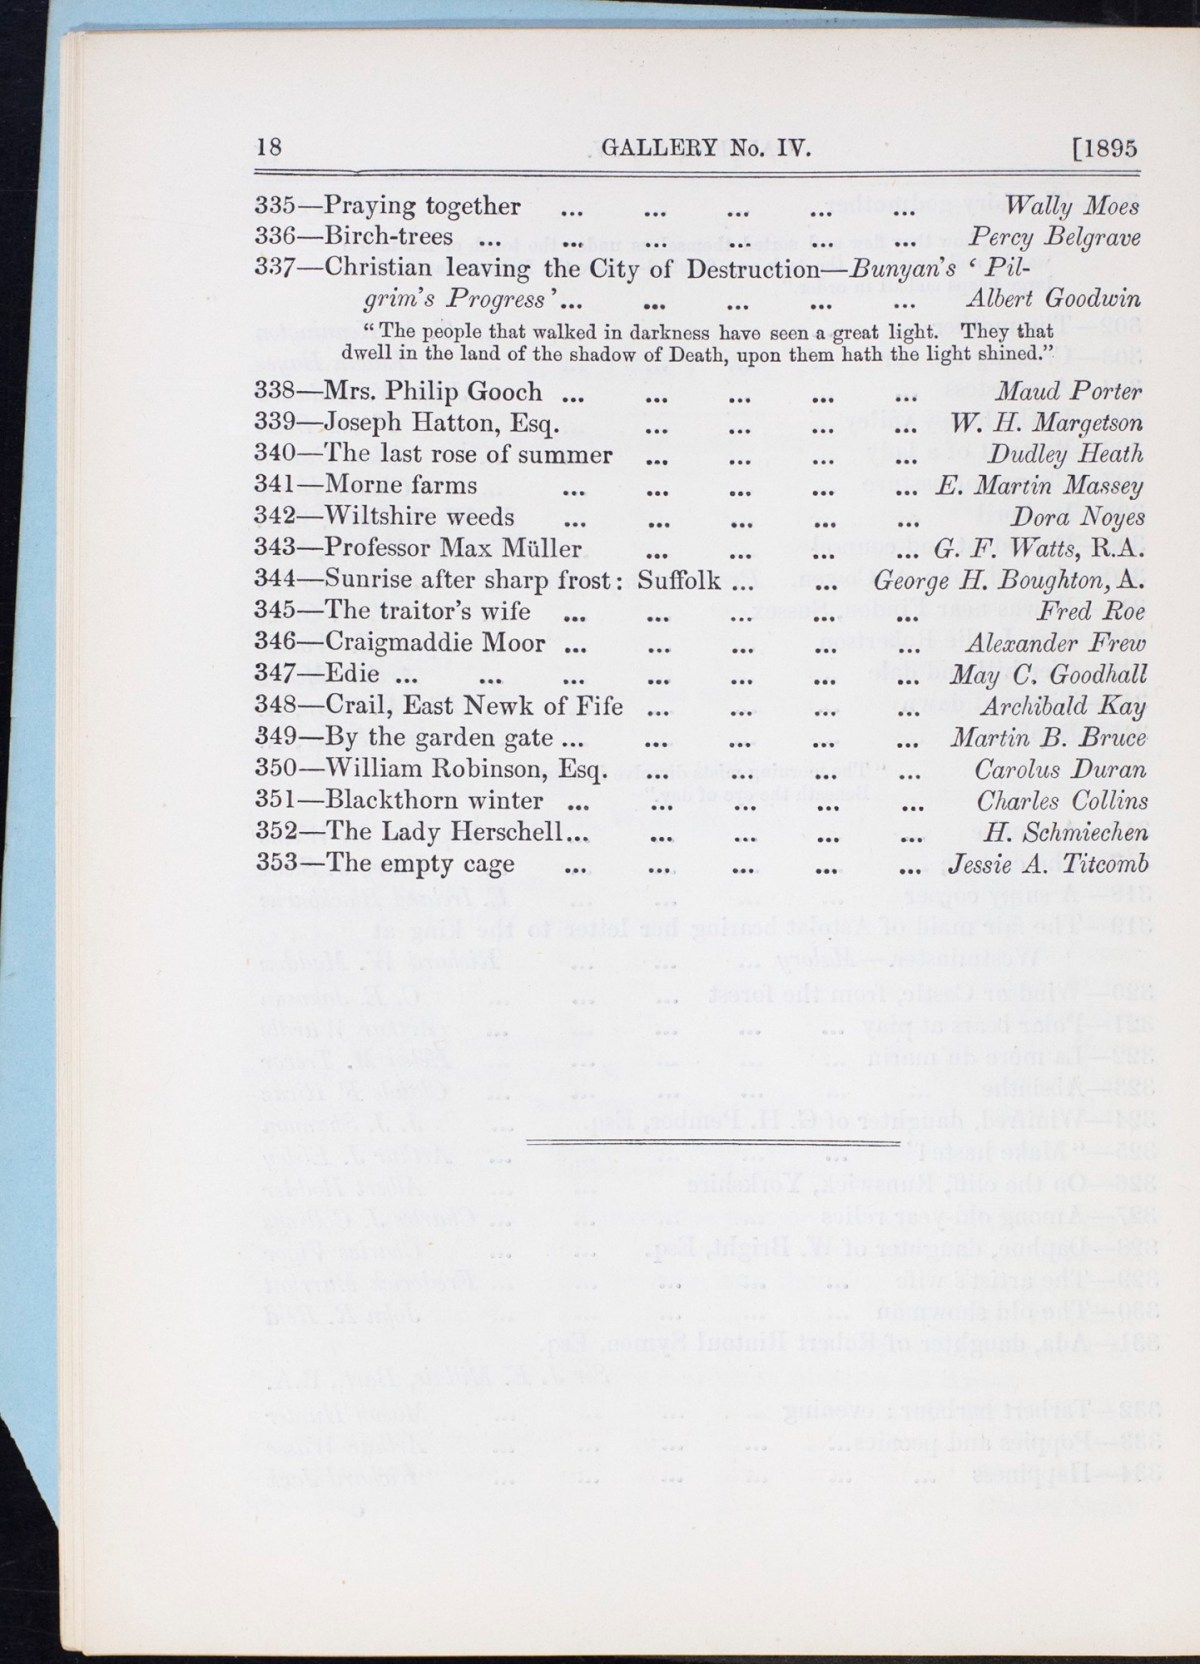 18 GALLERY No. IV. [1895
335—Praying together ... ... ... ... ... Wally Moes
336—Birch-trees ... ... ... ... ... ... Percy Belgrave
337—Christian leaving the City of Destruction—Bunyan's ‘ Pil-
grim's Progress’... ... ... ... ... Albert Goodwin
“ The people that walked in darkness have seen a great light. They that
dwell in the land of the shadow of Death, upon them hath the light shined.”
338—Mrs. Philip Gooch ... ... ... ... ... Maud Porter
339—Joseph Hatton, Esq. ... ... ... ... W. H. Margetson
340—The last rose of summer ... ... ... ... Dudley Heath
341—Morne farms ... ... ... ... ... E. Martin Massey
342—Wiltshire weeds ... ... ... ... ... Dora Noyes
343—Professor Max Müller ... ... ... ... G. F. Watts, R.A.
344—Sunrise after sharp frost: Suffolk ... ... George H. Boughton, A.
345—The traitor's wife ... ... ... ... ... Fred Roe
346—Craigmaddie Moor ... ... ... ... ... Alexander Frew
347—Edie ... ... ... ... ... ... ... May C. Goodhall
348—Crail, East Newk of Fife ... ... ... ... Archibald Kay
349—By the garden gate ... ... ... ... ... Martin B. Bruce
350—William Robinson, Esq. ... ... ... ... Carolus Duran
351—Blackthorn winter ... ... ... ... ... Charles Collins
352—The Lady Herschell... ... ... ... ... H. Schmiechen
353—The empty cage ... ... ... ... ... Jessie A. Titcomb